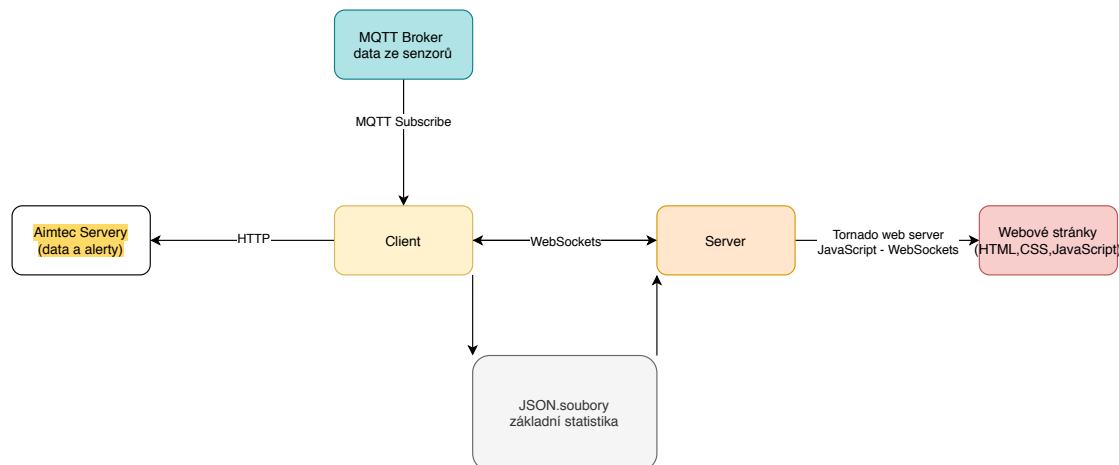 MQTT Broker
data ze senzorů
MQTT Subscribe
Aimtec Servery
(data a alerty)
HTTP
Client
WebSockets
Server
Tornado web server
JavaScript - WebSockets
Webové stránky
(HTML,CSS,JavaScript)
JSON.soubory
základní statistika